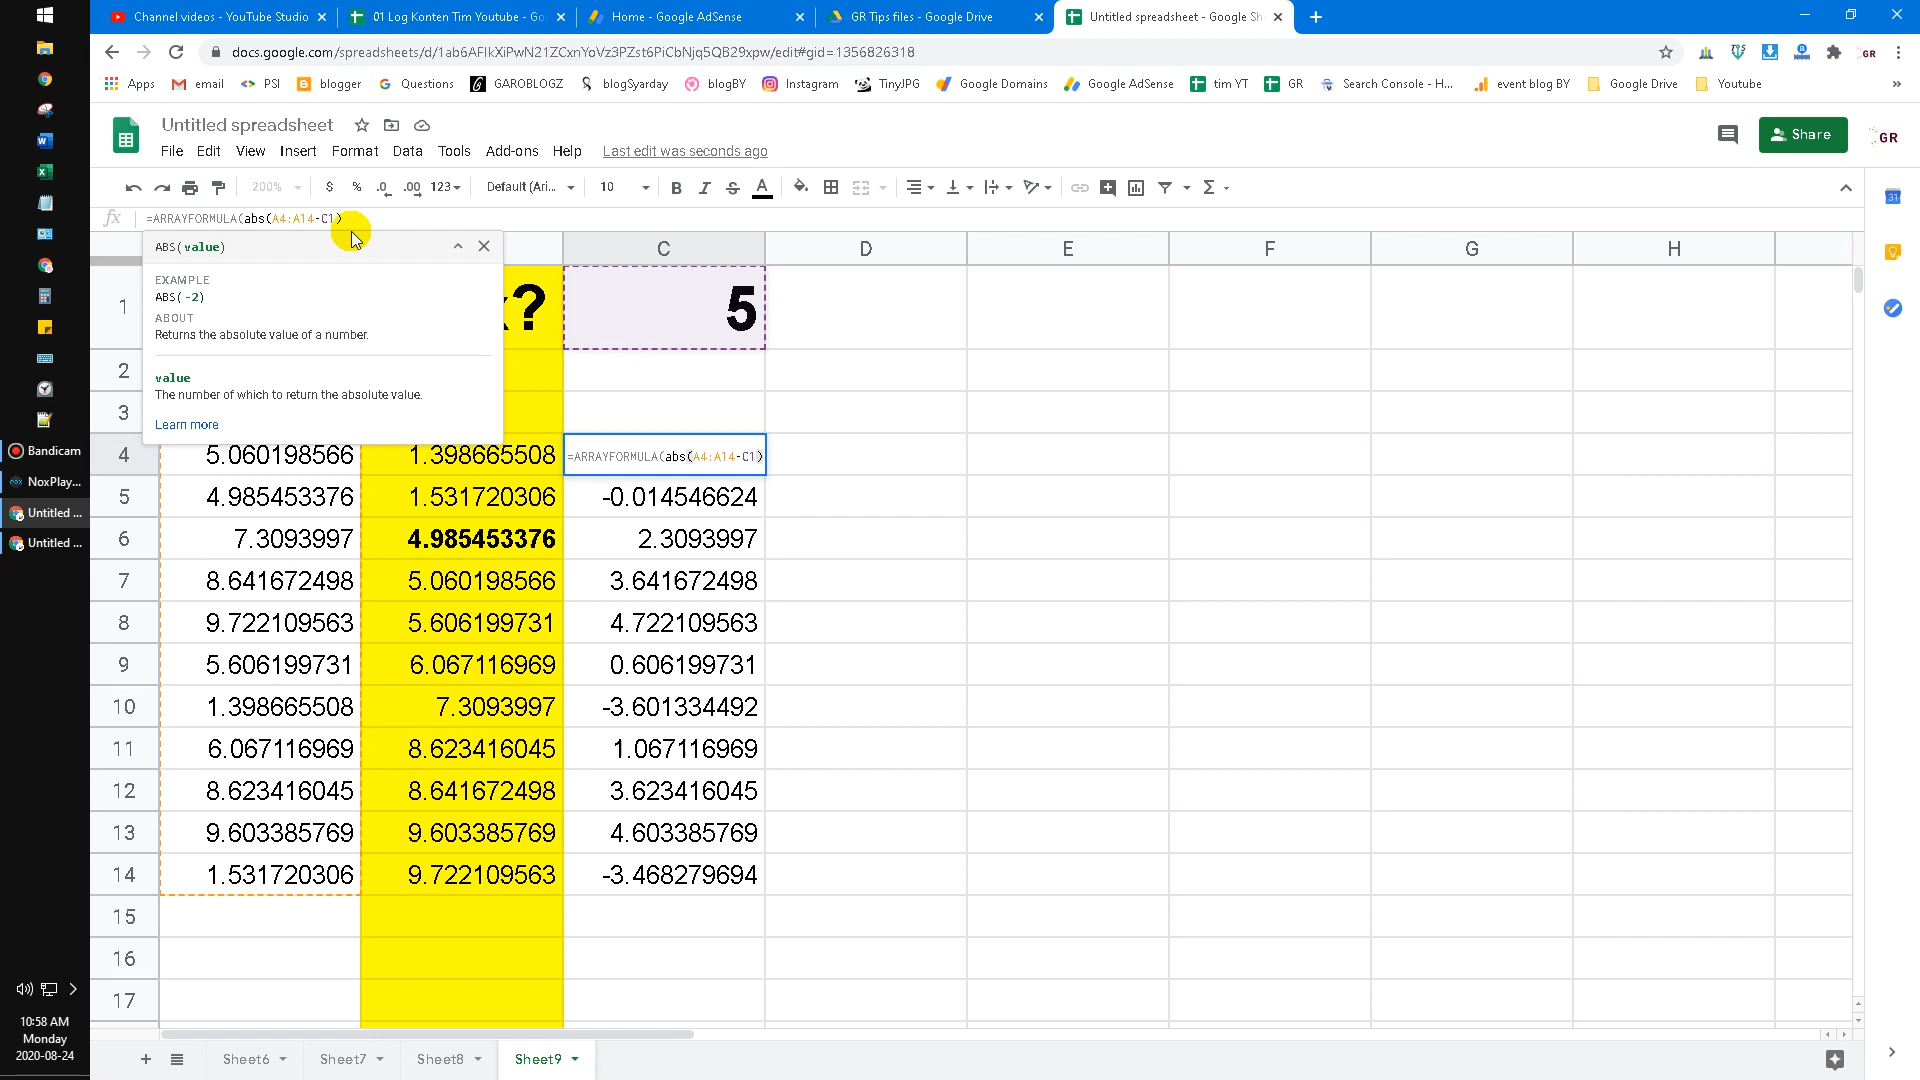 Channel videos - YouTube Studio
01 Log Konten Tim Youtube - Go
Home - Google AdSense
GR Tips files - Google Drive
Untitled spreadsheet - Google Sh
docs.google.com/spreadsheets/d/1ab6AFlkXiPwN21ZCxnYoVz3PZst6PiCbNjq5QB29xpw/edit#gid=1356826318
Apps
email
PSI
blogger
Questions
GAROBLOGZ
blogSyarday
blogBY
Instagram
TinyJPG
Google Domains
Google AdSense
tim YT
GR
Search Console - H...
event blog BY
Google Drive
Youtube
Untitled spreadsheet
File Edit View Insert Format Data Tools Add-ons Help Last edit was seconds ago
Share
GR
200% $ % .0 .00 123 Default (Ari... 10 B I S A
=ARRAYFORMULA(abs(A4:A14-C1)
ABS(value)
EXAMPLE
ABS(-2)
ABOUT
Returns the absolute value of a number.
value
The number of which to return the absolute value.
Learn more
C D E F G H
1 ? 5
2
3
4 5.060198566 1.398665508 =ARRAYFORMULA(abs(A4:A14-C1)
5 4.985453376 1.531720306 -0.014546624
6 7.3093997 4.985453376 2.3093997
7 8.641672498 5.060198566 3.641672498
8 9.722109563 5.606199731 4.722109563
9 5.606199731 6.067116969 0.606199731
10 1.398665508 7.3093997 -3.601334492
11 6.067116969 8.623416045 1.067116969
12 8.623416045 8.641672498 3.623416045
13 9.603385769 9.603385769 4.603385769
14 1.531720306 9.722109563 -3.468279694
15
16
17
Sheet6 Sheet7 Sheet8 Sheet9
Bandicam
NoxPlay...
Untitled ...
Untitled ...
10:58 AM
Monday
2020-08-24